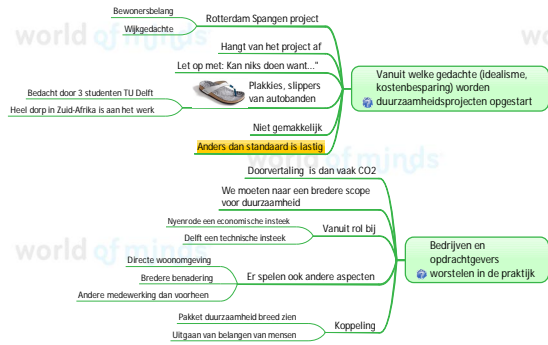 world of minds
Bewonersbelang
Wijkgedachte
Rotterdam Spangen project
Hangt van het project af
Let op met: Kan niks doen want..."
Plakkies, slippers
van autobanden
Bedacht door 3 studenten TU Delft
Heel dorp in Zuid-Afrika is aan het werk
Niet gemakkelijk
Anders dan standaard is lastig
Vanuit welke gedachte (idealisme,
kostenbesparing) worden
duurzaamheidsprojecten opgestart
world of minds
Doorvertaling is dan vaak CO2
We moeten naar een bredere scope
voor duurzaamheid
Nyenrode een economische insteek
Delft een technische insteek
Vanuit rol bij
world of minds
Directe woonomgeving
Bredere benadering
Andere medewerking dan voorheen
Er spelen ook andere aspecten
Pakket duurzaamheid breed zien
Uitgaan van belangen van mensen
Koppeling
Bedrijven en
opdrachtgevers
worstelen in de praktijk